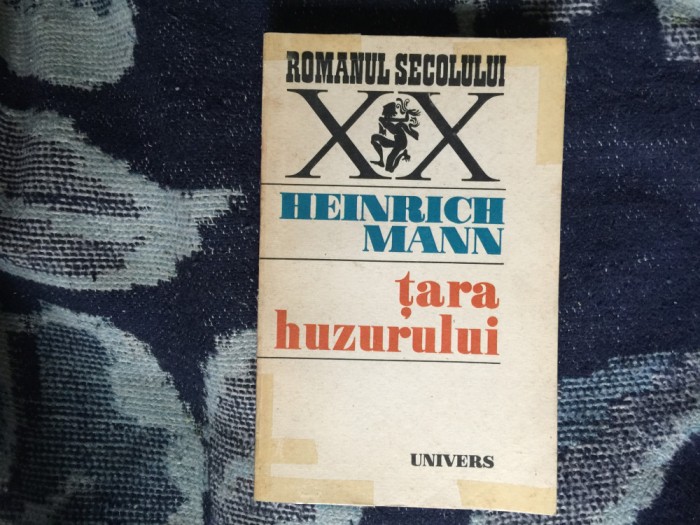 ROMANUL SECOLULUI
XX
HEINRICH
MANN
țara
huzurului
UNIVERS